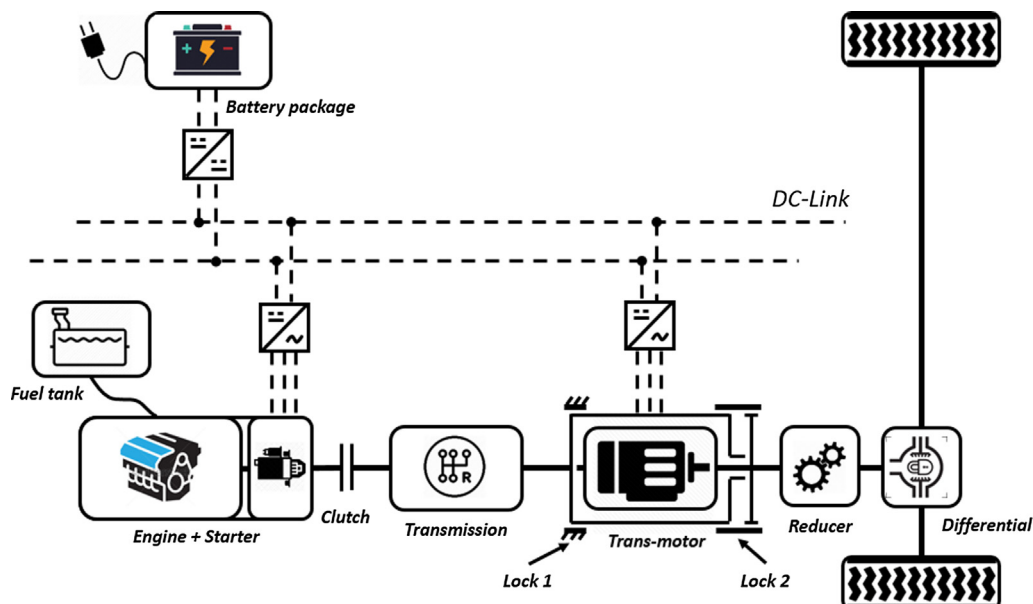 Battery package
DC-Link
Fuel tank
R
Engine + Starter
Clutch
Transmission
Trans-motor
Reducer
Differential
Lock 1
Lock 2